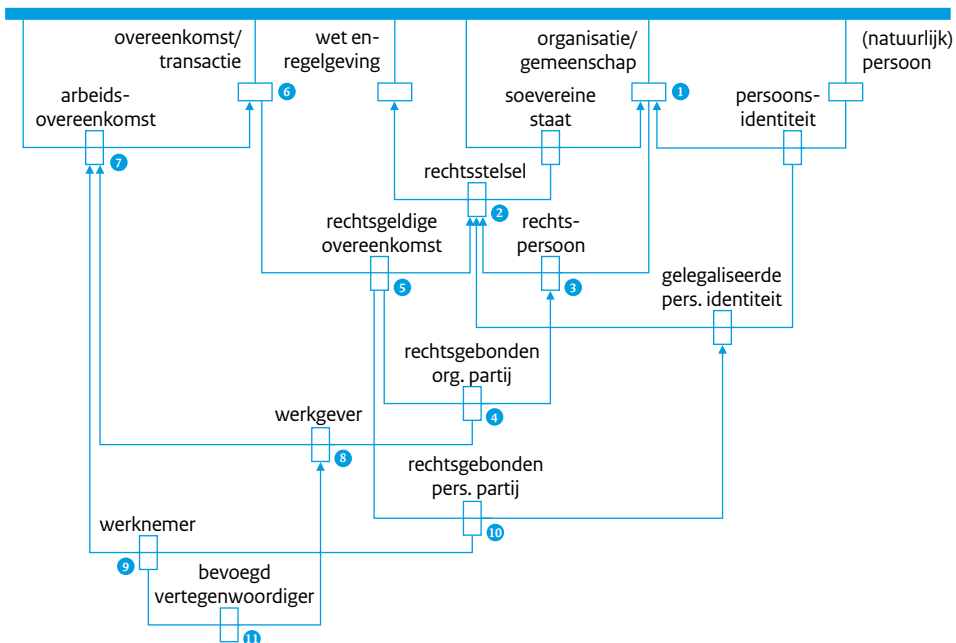 overeenkomst/
transactie
wet en-
regelgeving
organisatie/
gemeenschap
(natuurlijk)
persoon
6
1
arbeids-
overeenkomst
soevereine
staat
persoons-
identiteit
7
rechtsstelsel
2
rechtsgeldige
overeenkomst
rechts-
persoon
5
3
gelegaliseerde
pers. identiteit
rechtsgebonden
org. partij
4
werkgever
8
rechtsgebonden
pers. partij
10
werknemer
9
bevoegd
vertegenwoordiger
11